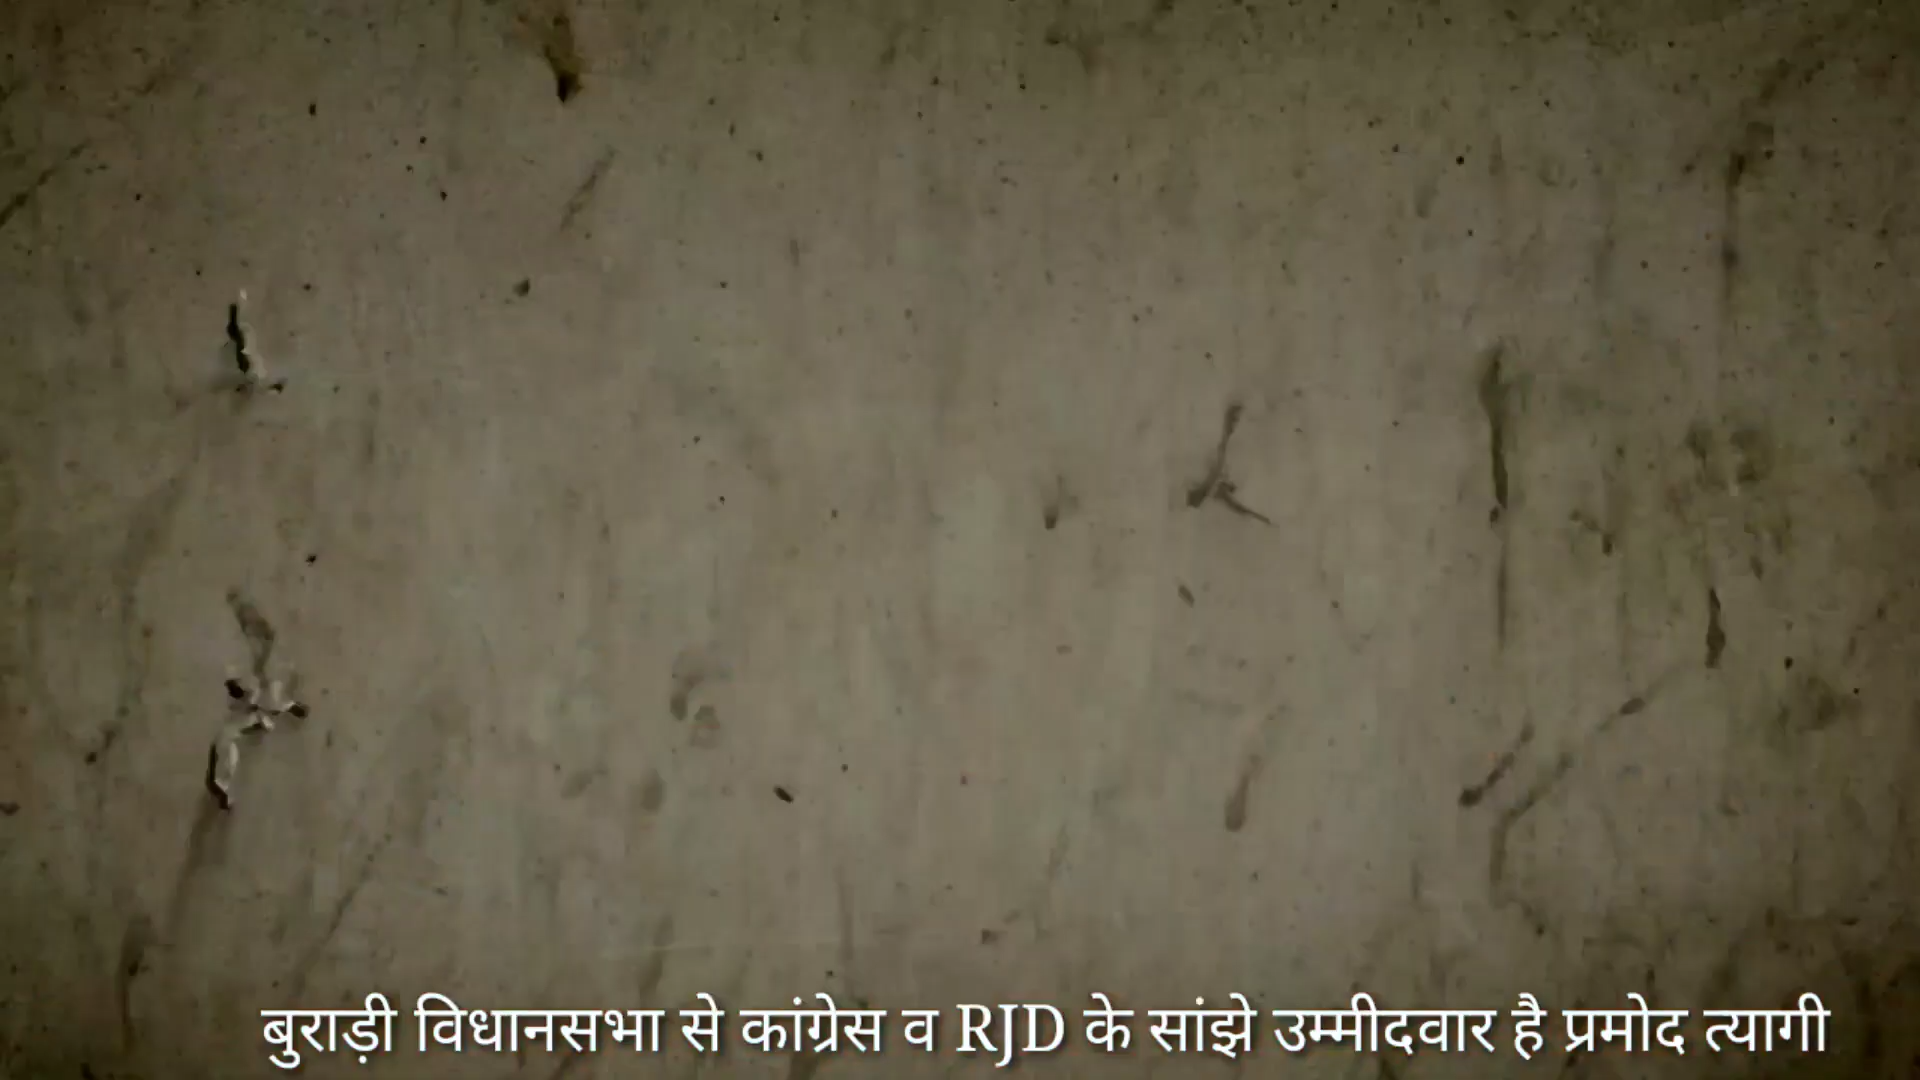 बुराड़ी विधानसभा से कांग्रेस व RJD के सांझे उम्मीदवार है प्रमोद त्यागी